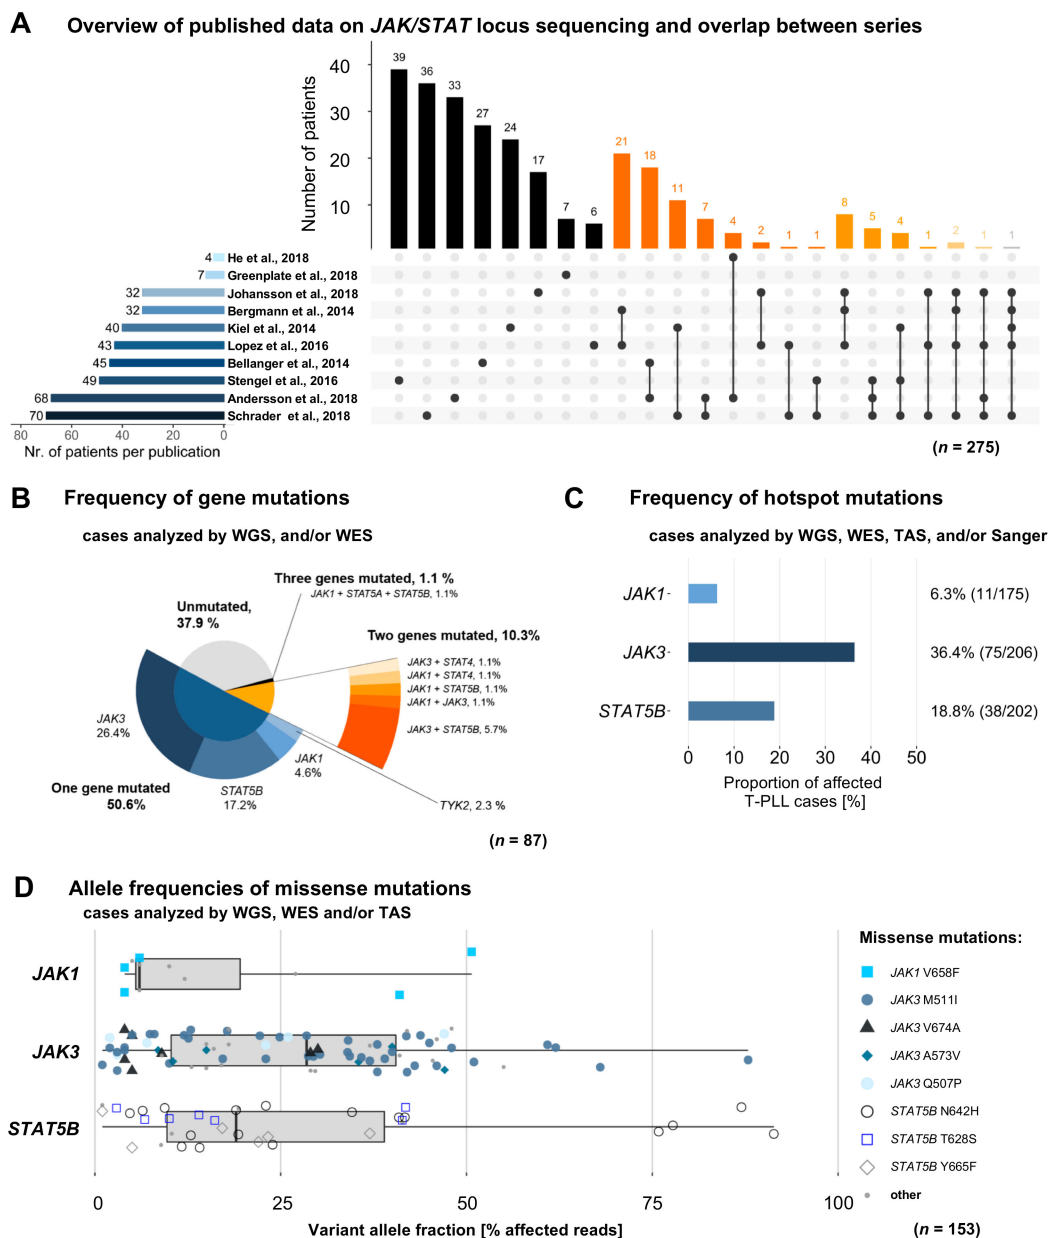 A Overview of published data on JAK/STAT locus sequencing and overlap between series
Number of patients
40
30
20
10
39 36 33 27 24 17 7 6 21 18 11 7 4 2 1 1 8 5 4 1 2 1 1
4 He et al., 2018
7 Greenplate et al., 2018
32 Johansson et al., 2018
32 Bergmann et al., 2014
40 Kiel et al., 2014
43 Lopez et al., 2016
45 Bellanger et al., 2014
49 Stengel et al., 2016
68 Andersson et al., 2018
70 Schrader et al., 2018
80 60 40 20 0
Nr. of patients per publication
(n = 275)
B Frequency of gene mutations
cases analyzed by WGS, and/or WES
Three genes mutated, 1.1 %
JAK1 + STAT5A + STAT5B, 1.1%
Unmutated,
37.9 %
Two genes mutated, 10.3%
JAK3 + STAT4, 1.1%
JAK1 + STAT4, 1.1%
JAK1 + STAT5B, 1.1%
JAK1 + JAK3, 1.1%
JAK3 + STAT5B, 5.7%
JAK3
26.4%
JAK1
4.6%
One gene mutated
50.6%
STAT5B
17.2%
TYK2, 2.3 %
(n = 87)
C Frequency of hotspot mutations
cases analyzed by WGS, WES, TAS, and/or Sanger
JAK1 6.3% (11/175)
JAK3 36.4% (75/206)
STAT5B 18.8% (38/202)
0 10 20 30 40 50
Proportion of affected
T-PLL cases [%]
D Allele frequencies of missense mutations
cases analyzed by WGS, WES and/or TAS
JAK1
JAK3
STAT5B
0 25 50 75 100
Variant allele fraction [% affected reads]
Missense mutations:
JAK1 V658F
JAK3 M511I
JAK3 V674A
JAK3 A573V
JAK3 Q507P
STAT5B N642H
STAT5B T628S
STAT5B Y665F
other
(n = 153)